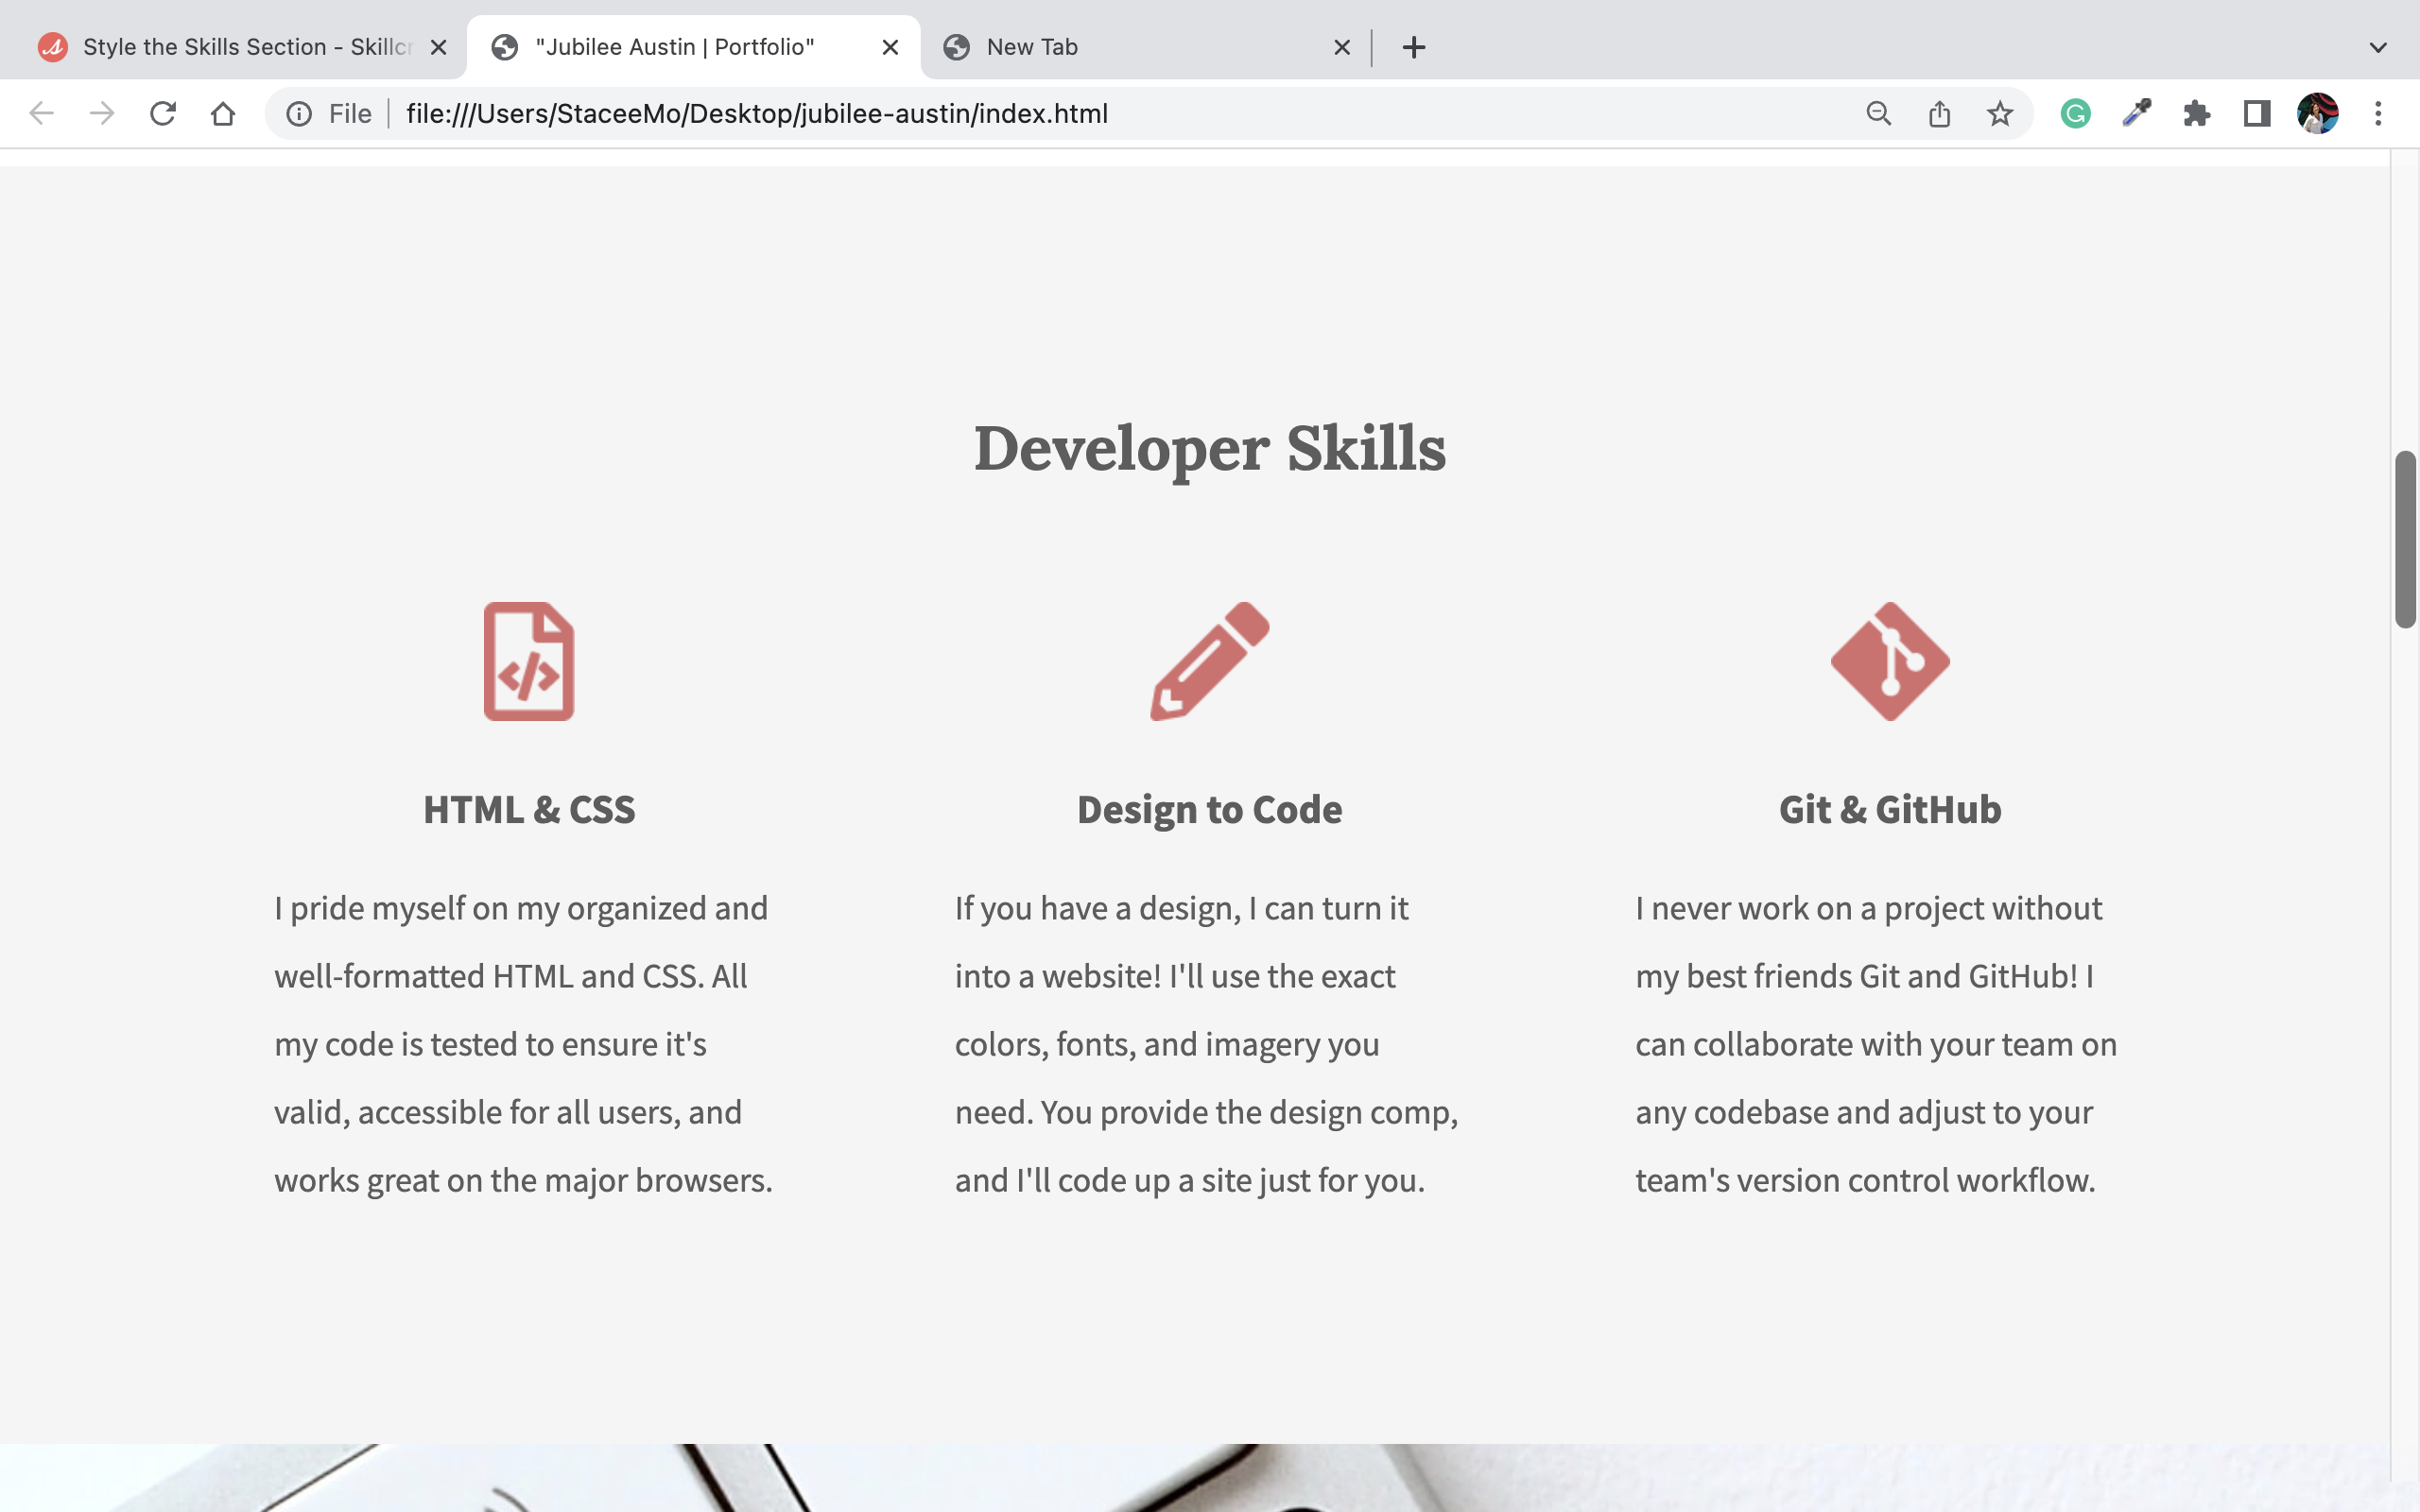 Style the Skills Section - Skillcr
"Jubilee Austin | Portfolio"
New Tab
File
file:///Users/StaceeMo/Desktop/jubilee-austin/index.html
Developer Skills
HTML & CSS
I pride myself on my organized and
well-formatted HTML and CSS. All
my code is tested to ensure it's
valid, accessible for all users, and
works great on the major browsers.
Design to Code
If you have a design, I can turn it
into a website! I'll use the exact
colors, fonts, and imagery you
need. You provide the design comp,
and I'll code up a site just for you.
Git & GitHub
I never work on a project without
my best friends Git and GitHub! I
can collaborate with your team on
any codebase and adjust to your
team's version control workflow.